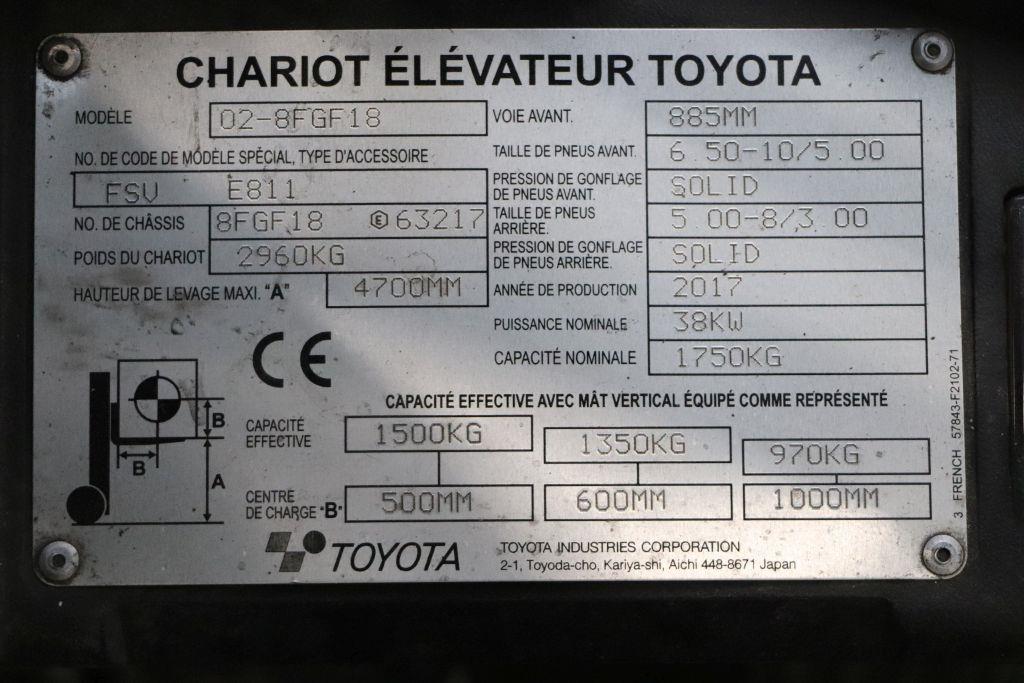 CHARIOT ÉLÉVATEUR TOYOTA
MODÈLE 02-8FGF18
NO. DE CODE DE MODÈLE SPÉCIAL, TYPE D'ACCESSOIRE
FSV E811
NO. DE CHÂSSIS 8FGF18 E 63217
POIDS DU CHARIOT 2960KG
HAUTEUR DE LEVAGE MAXI. "A" 4700MM
VOIE AVANT. 885MM
TAILLE DE PNEUS AVANT. 6.50-10/5.00
PRESSION DE GONFLAGE
DE PNEUS AVANT. SOLID
TAILLE DE PNEUS
ARRIÈRE. 5.00-8/3.00
PRESSION DE GONFLAGE
DE PNEUS ARRIÈRE. SOLID
ANNÉE DE PRODUCTION 2017
PUISSANCE NOMINALE 38KW
CAPACITÉ NOMINALE 1750KG
CE
CAPACITÉ EFFECTIVE AVEC MÂT VERTICAL ÉQUIPÉ COMME REPRÉSENTÉ
B
B
A
CAPACITÉ
EFFECTIVE 1500KG 1350KG 970KG
CENTRE
DE CHARGE "B" 500MM 600MM 1000MM
TOYOTA
TOYOTA INDUSTRIES CORPORATION
2-1, Toyoda-cho, Kariya-shi, Aichi 448-8671 Japan
3 FRENCH 57843-F2102-71